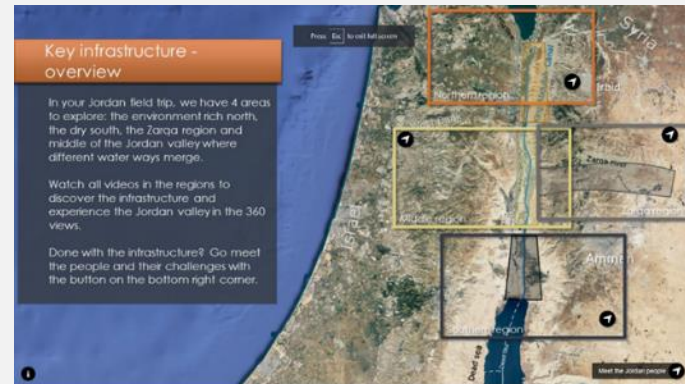 Key infrastructure -
overview
In your Jordan field trip, we have 4 areas
to explore: the environment rich north,
the dry south, the Zarqa region and
middle of the Jordan valley where
different water ways merge.
Watch all videos in the regions to
discover the infrastructure and
experience the Jordan valley in the 360
views.
Done with the infrastructure? Go meet
the people and their challenges with
the button on the bottom right corner.
Press Esc to exit full screen
Syria
Northern region
Irbid
Zarqa river
Middle region
Zarqa region
Israel
Amman
Southern region
Dead sea
Meet the Jordan people
i